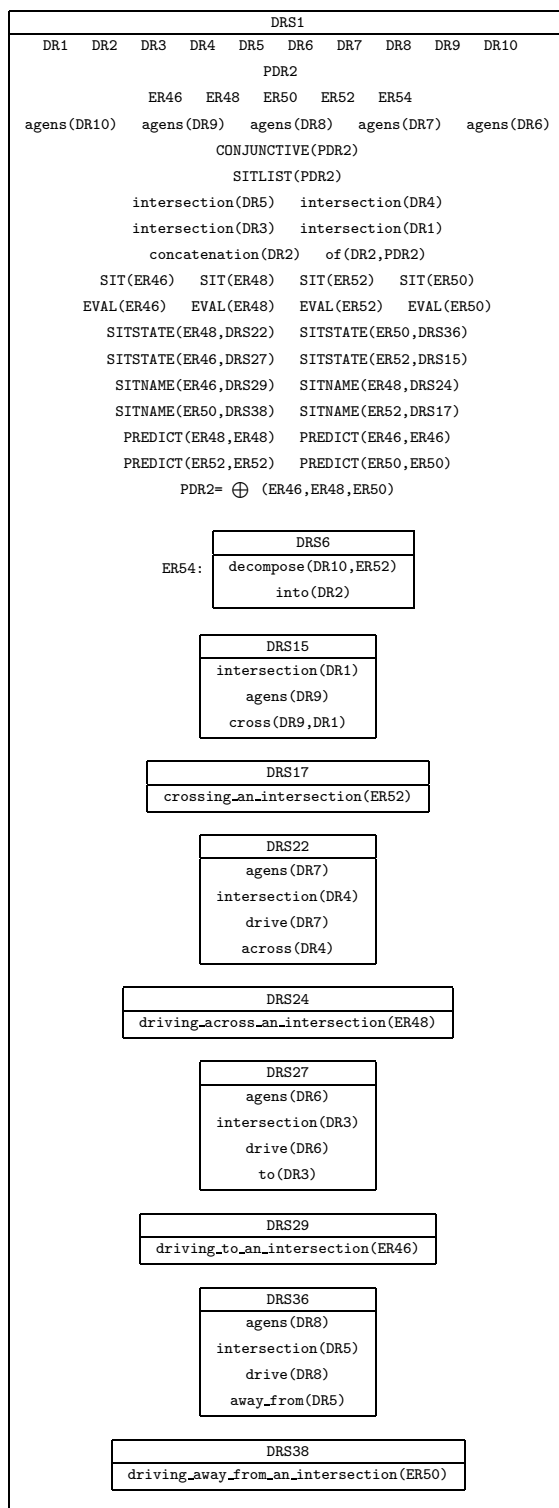 DRS1
DR1 DR2 DR3 DR4 DR5 DR6 DR7 DR8 DR9 DR10
PDR2
ER46 ER48 ER50 ER52 ER54
agens(DR10) agens(DR9) agens(DR8) agens(DR7) agens(DR6)
CONJUNCTIVE(PDR2)
SITLIST(PDR2)
intersection(DR5) intersection(DR4)
intersection(DR3) intersection(DR1)
concatenation(DR2) of(DR2,PDR2)
SIT(ER46) SIT(ER48) SIT(ER52) SIT(ER50)
EVAL(ER46) EVAL(ER48) EVAL(ER52) EVAL(ER50)
SITSTATE(ER48,DRS22) SITSTATE(ER50,DRS36)
SITSTATE(ER46,DRS27) SITSTATE(ER52,DRS15)
SITNAME(ER46,DRS29) SITNAME(ER48,DRS24)
SITNAME(ER50,DRS38) SITNAME(ER52,DRS17)
PREDICT(ER48,ER48) PREDICT(ER46,ER46)
PREDICT(ER52,ER52) PREDICT(ER50,ER50)
PDR2= ⊕ (ER46,ER48,ER50)
DRS6
ER54: decompose(DR10,ER52)
into(DR2)
DRS15
intersection(DR1)
agens(DR9)
cross(DR9,DR1)
DRS17
crossing_an_intersection(ER52)
DRS22
agens(DR7)
intersection(DR4)
drive(DR7)
across(DR4)
DRS24
driving_across_an_intersection(ER48)
DRS27
agens(DR6)
intersection(DR3)
drive(DR6)
to(DR3)
DRS29
driving_to_an_intersection(ER46)
DRS36
agens(DR8)
intersection(DR5)
drive(DR8)
away_from(DR5)
DRS38
driving_away_from_an_intersection(ER50)